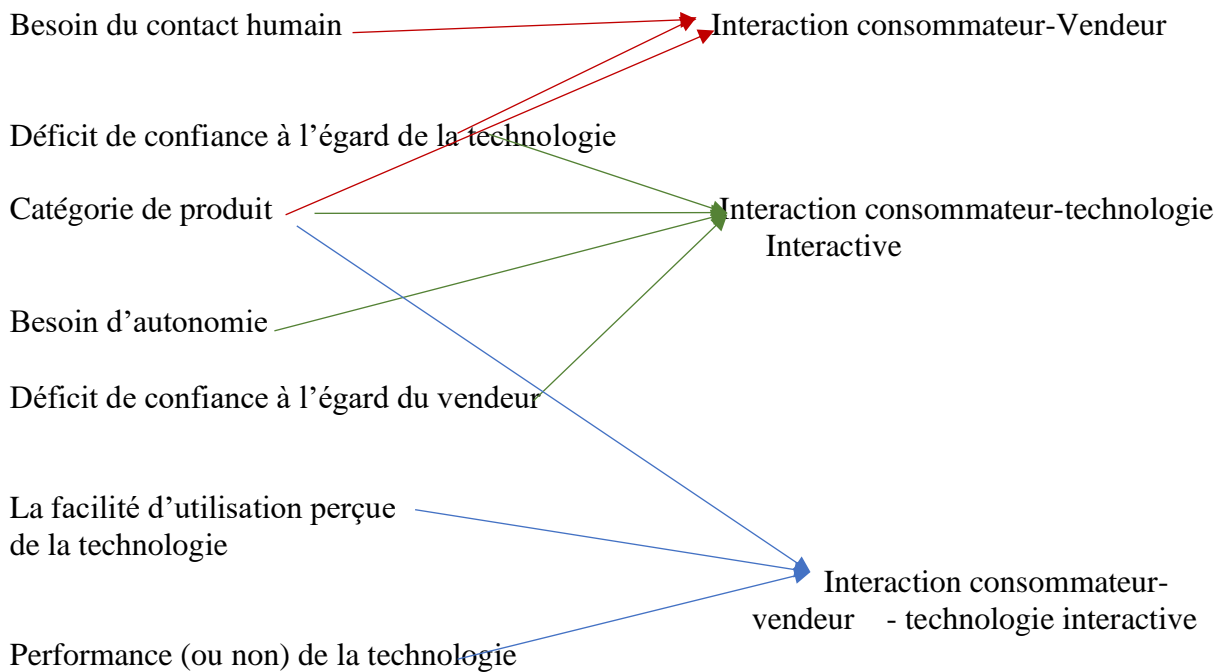 Besoin du contact humain
Interaction consommateur-Vendeur
Déficit de confiance à l’égard de la technologie
Catégorie de produit
Interaction consommateur-technologie
Interactive
Besoin d’autonomie
Déficit de confiance à l’égard du vendeur
La facilité d’utilisation perçue
de la technologie
Interaction consommateur-
vendeur - technologie interactive
Performance (ou non) de la technologie